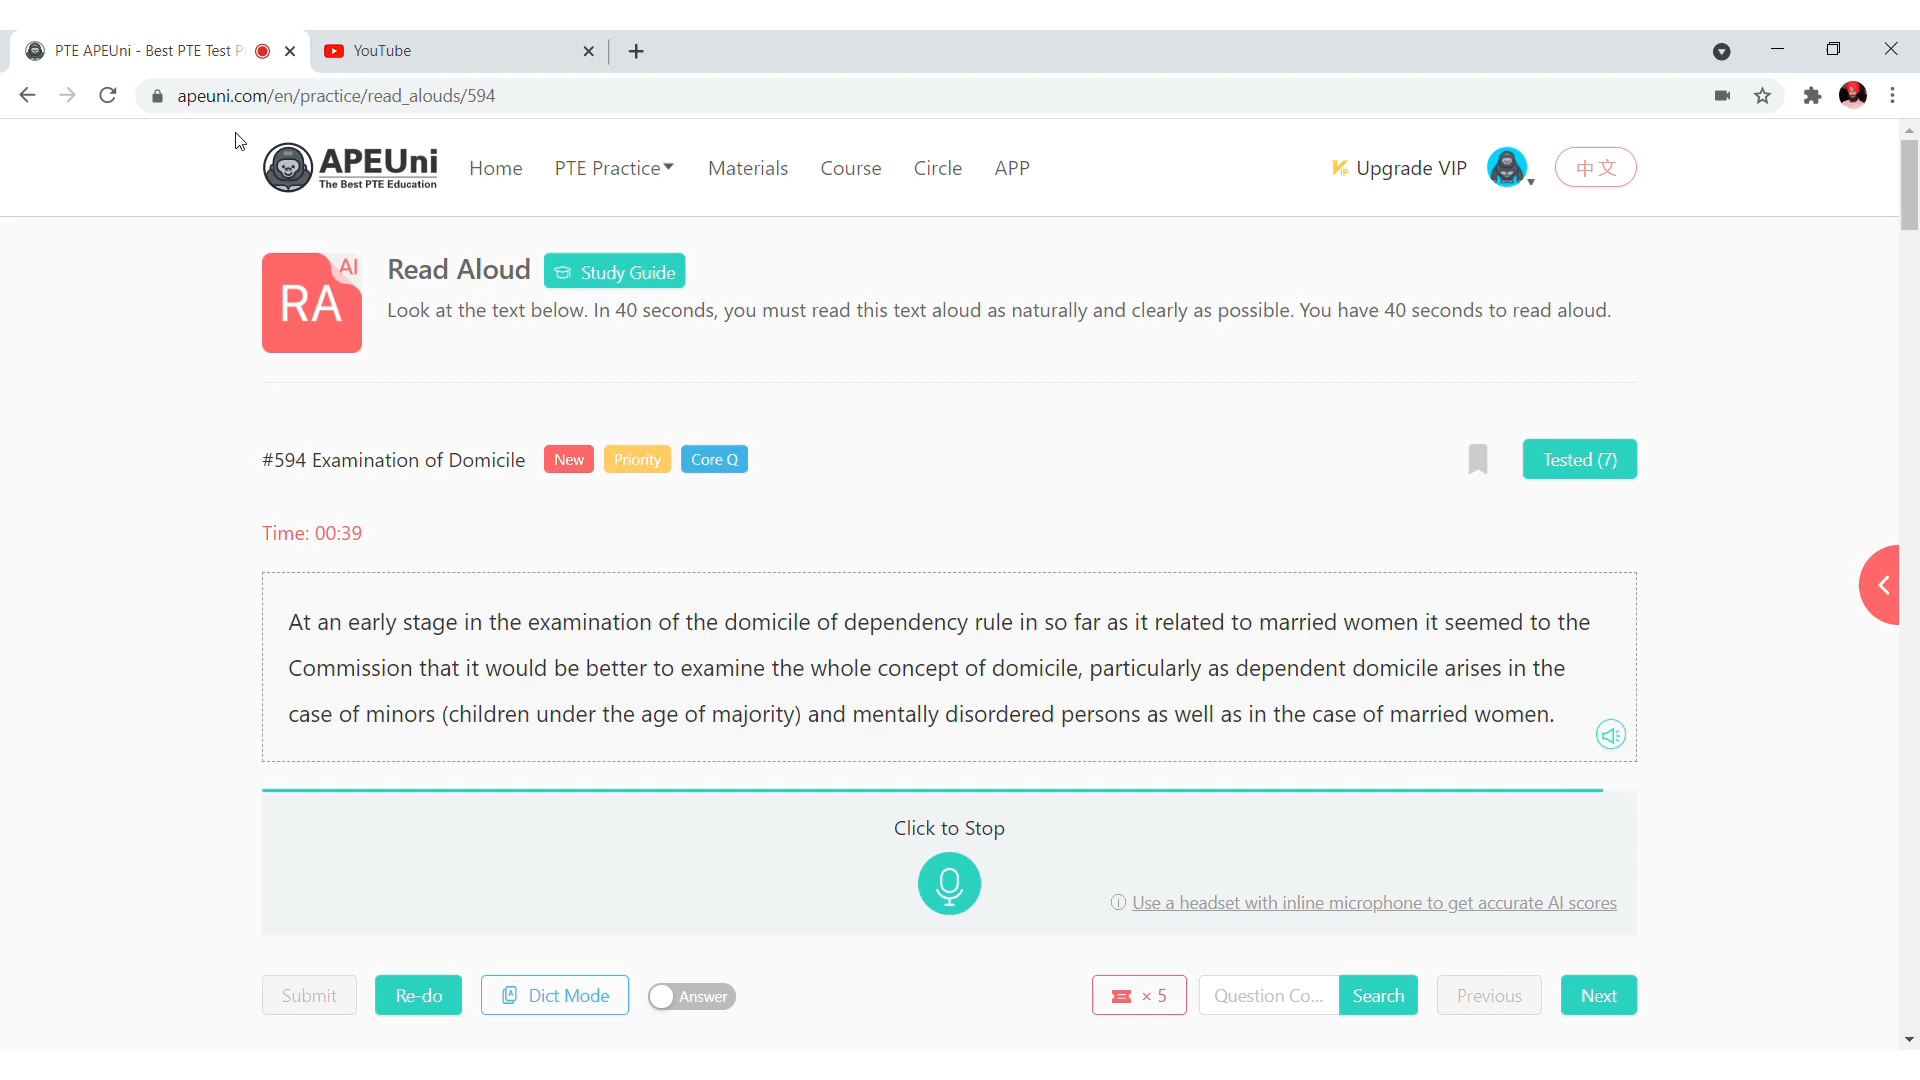 PTE APEUni - Best PTE Test P
YouTube
apeuni.com/en/practice/read_alouds/594
APEUni
The Best PTE Education
Home
PTE Practice
Materials
Course
Circle
APP
Upgrade VIP
中文
RA
AI
Read Aloud
Study Guide
Look at the text below. In 40 seconds, you must read this text aloud as naturally and clearly as possible. You have 40 seconds to read aloud.
#594 Examination of Domicile
New
Priority
Core Q
Tested (7)
Time: 00:39
At an early stage in the examination of the domicile of dependency rule in so far as it related to married women it seemed to the
Commission that it would be better to examine the whole concept of domicile, particularly as dependent domicile arises in the
case of minors (children under the age of majority) and mentally disordered persons as well as in the case of married women.
Click to Stop
Use a headset with inline microphone to get accurate AI scores
Submit
Re-do
Dict Mode
Answer
× 5
Question Co...
Search
Previous
Next